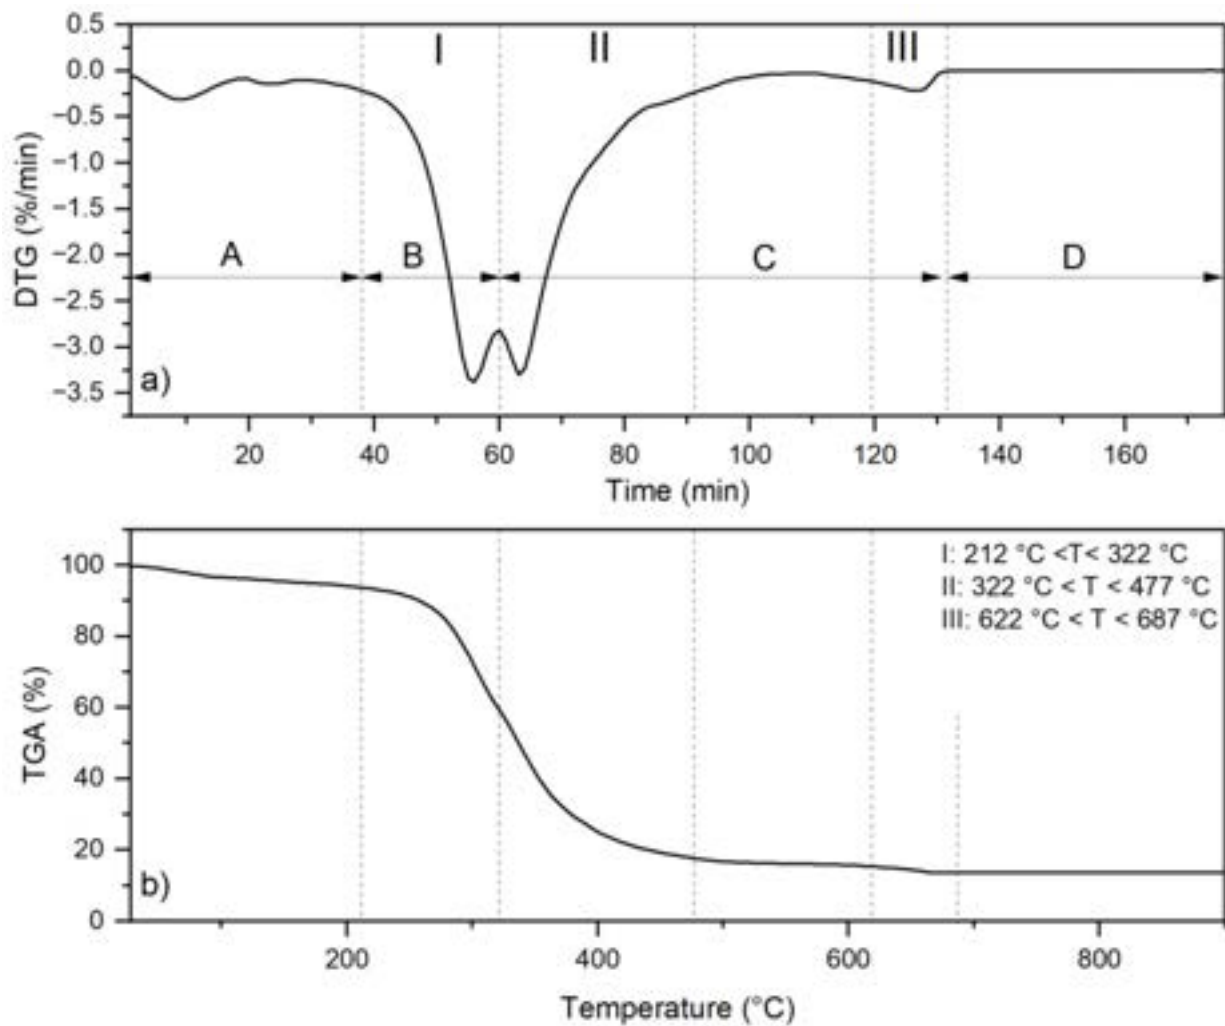 0.5
0.0
−0.5
−1.0
−1.5
−2.0
−2.5
−3.0
−3.5
DTG (%/min)
I
II
III
A
B
C
D
a)
20
40
60
80
100
120
140
160
Time (min)
100
80
60
40
20
0
TGA (%)
I: 212 °C <T< 322 °C
II: 322 °C < T < 477 °C
III: 622 °C < T < 687 °C
b)
200
400
600
800
Temperature (°C)